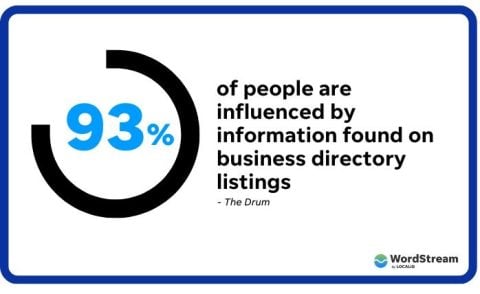 93%
of people are
influenced by
information found on
business directory
listings
- The Drum
WordStream
by LOCALiQ